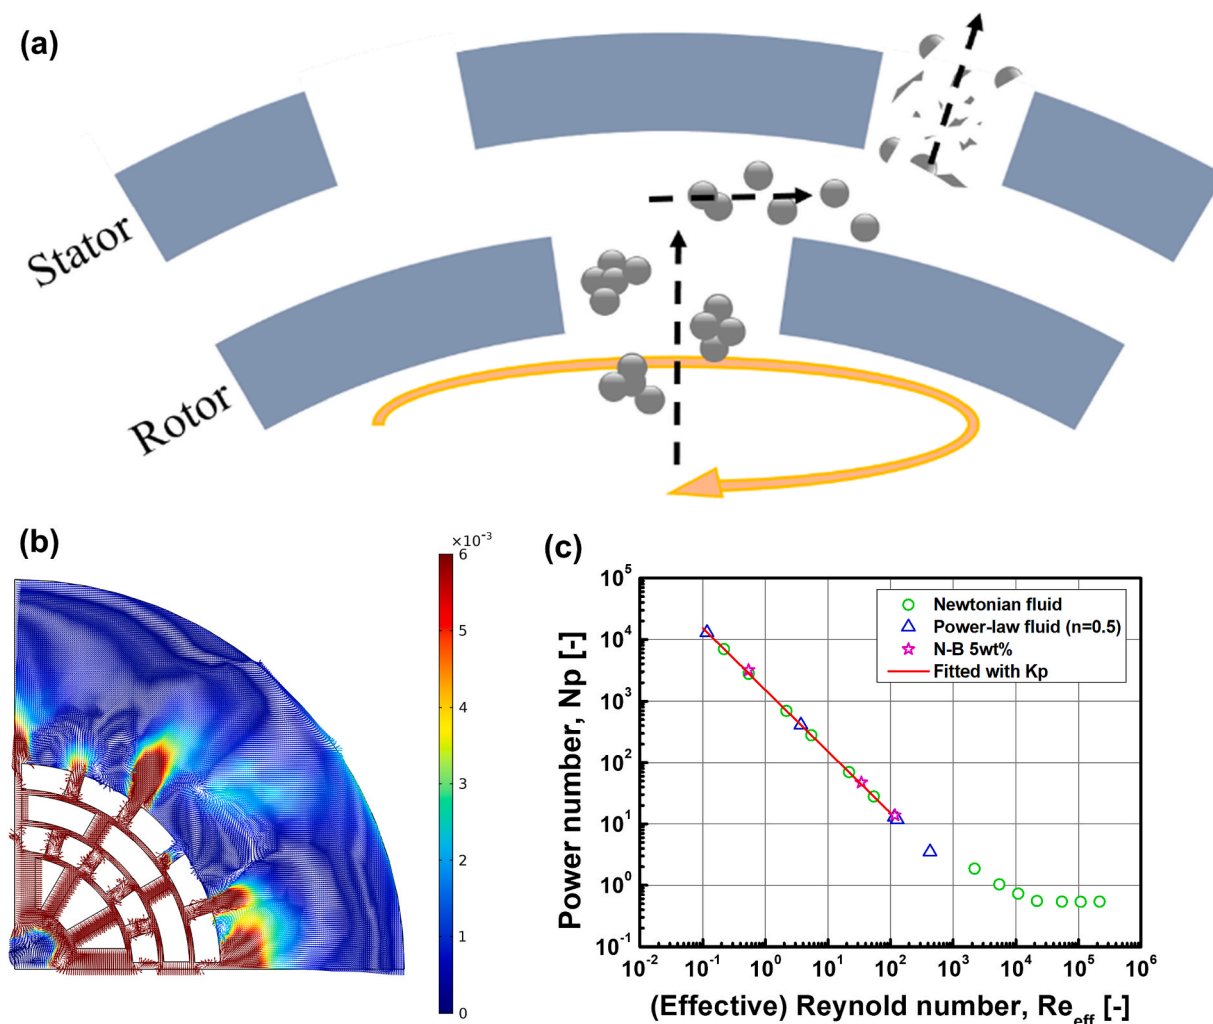 (a)
Stator
Rotor
(b)
×10⁻³
6
5
4
3
2
1
0
(c)
Power number, Np [-]
10⁵
10⁴
10³
10²
10¹
10⁰
10⁻¹
Newtonian fluid
Power-law fluid (n=0.5)
N-B 5wt%
Fitted with Kp
10⁻² 10⁻¹ 10⁰ 10¹ 10² 10³ 10⁴ 10⁵ 10⁶
(Effective) Reynold number, Re_eff [-]